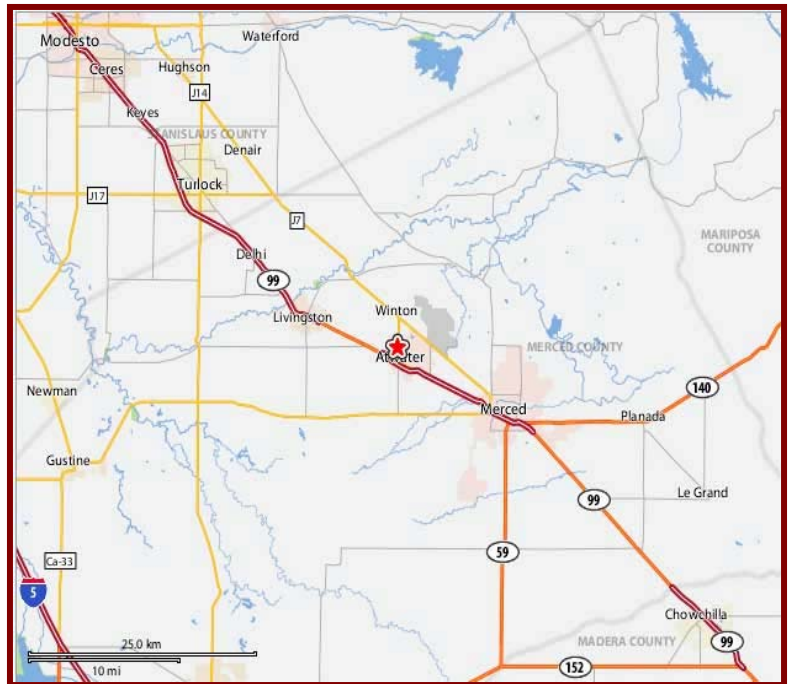 Modesto
Waterford
Ceres
Hughson
J14
Keyes
STANISLAUS COUNTY
Denair
Turlock
J17
J7
MARIPOSA
COUNTY
Delhi
99
Livingston
Winton
Atwater
MERCED COUNTY
Newman
140
Merced
Planada
Gustine
Le Grand
99
59
Ca-33
5
Chowchilla
MADERA COUNTY
99
25.0 km
152
10 mi